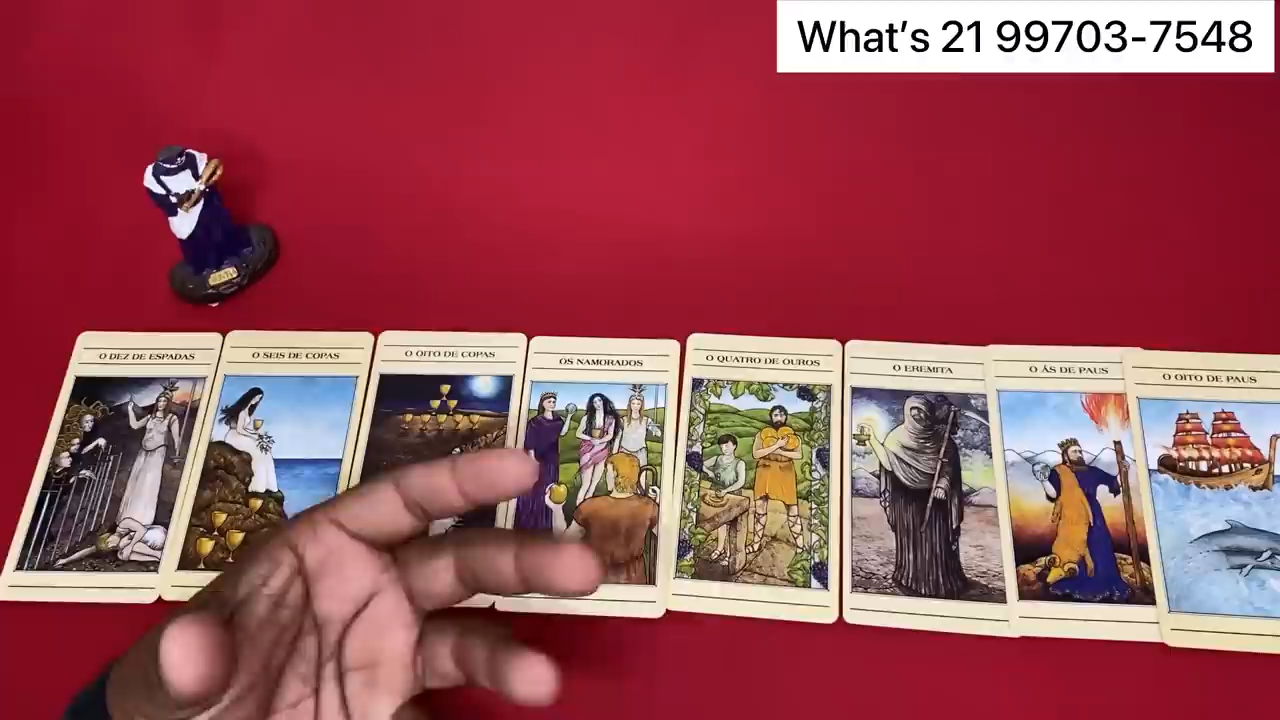 What's 21 99703-7548
O DEZ DE ESPADAS
O SEIS DE COPAS
O OITO DE COPAS
OS NAMORADOS
O QUATRO DE OUROS
O EREMITA
O ÁS DE PAUS
O OITO DE PAUS